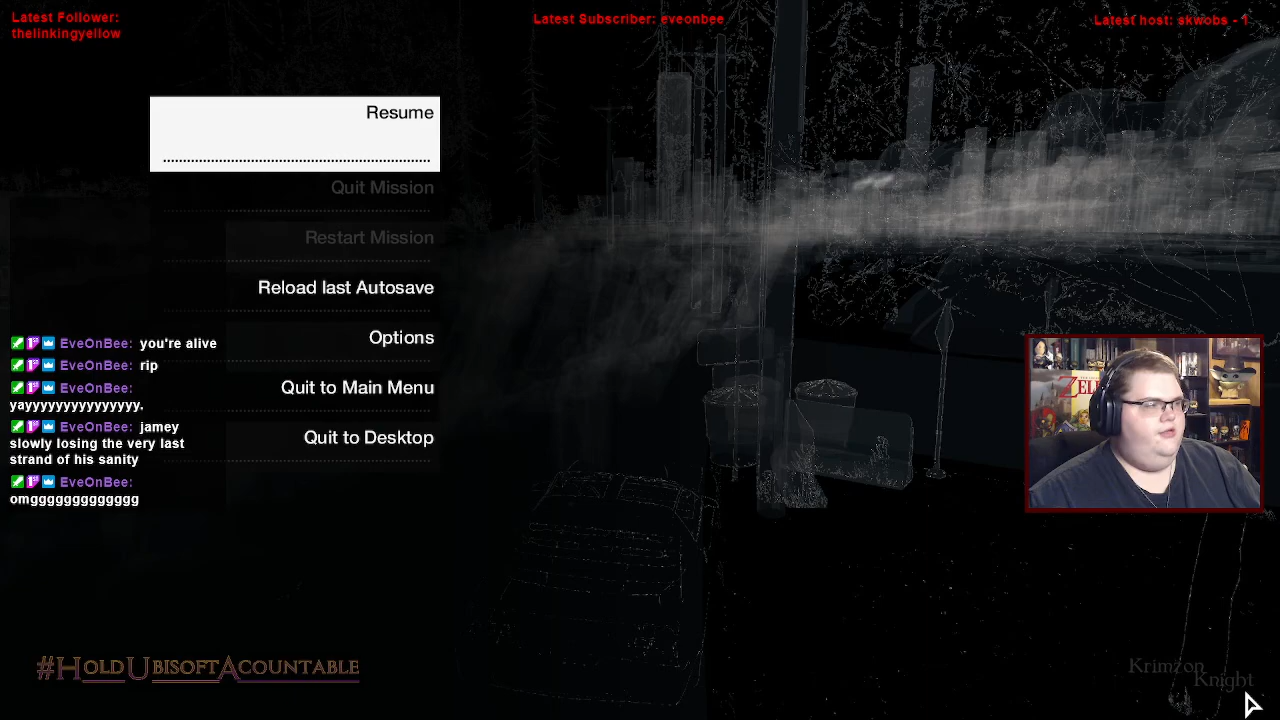 Latest Follower:
thelinkingyellow
Latest Subscriber: eveonbee
Latest host: skwobs - 1
Resume
Quit Mission
Restart Mission
Reload last Autosave
Options
Quit to Main Menu
Quit to Desktop
EveOnBee: you're alive
EveOnBee: rip
EveOnBee:
yayyyyyyyyyyyyyyy.
EveOnBee: jamey
slowly losing the very last
strand of his sanity
EveOnBee:
omggggggggggggg
ZEL
#HoldUbisoftAcountable
Krimzon
Knight